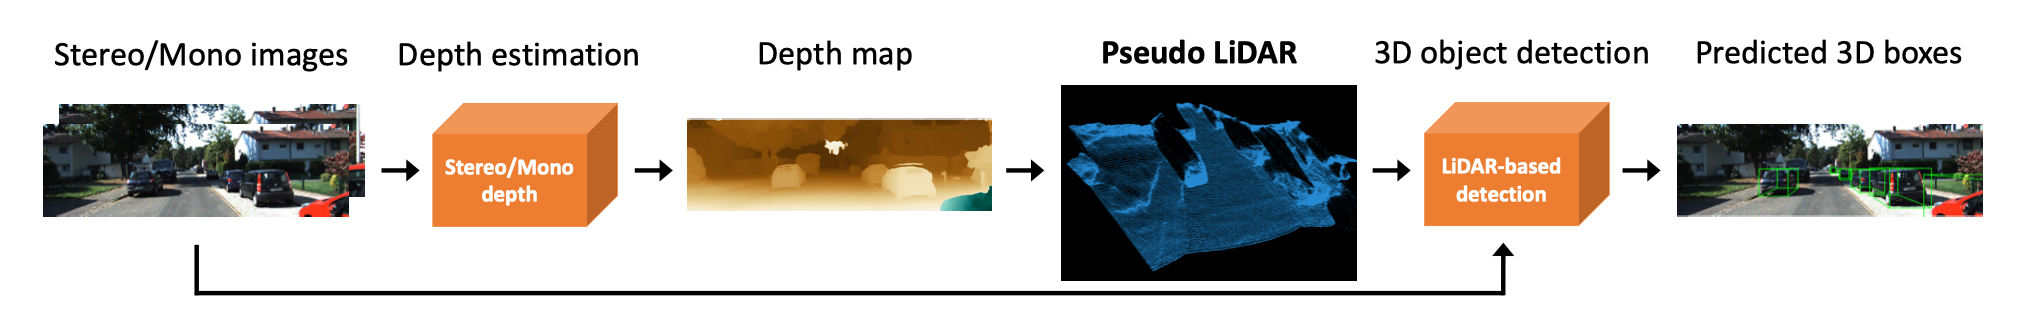 Stereo/Mono images
Depth estimation
Depth map
Pseudo LiDAR
3D object detection
Predicted 3D boxes
Stereo/Mono
depth
LiDAR-based
detection